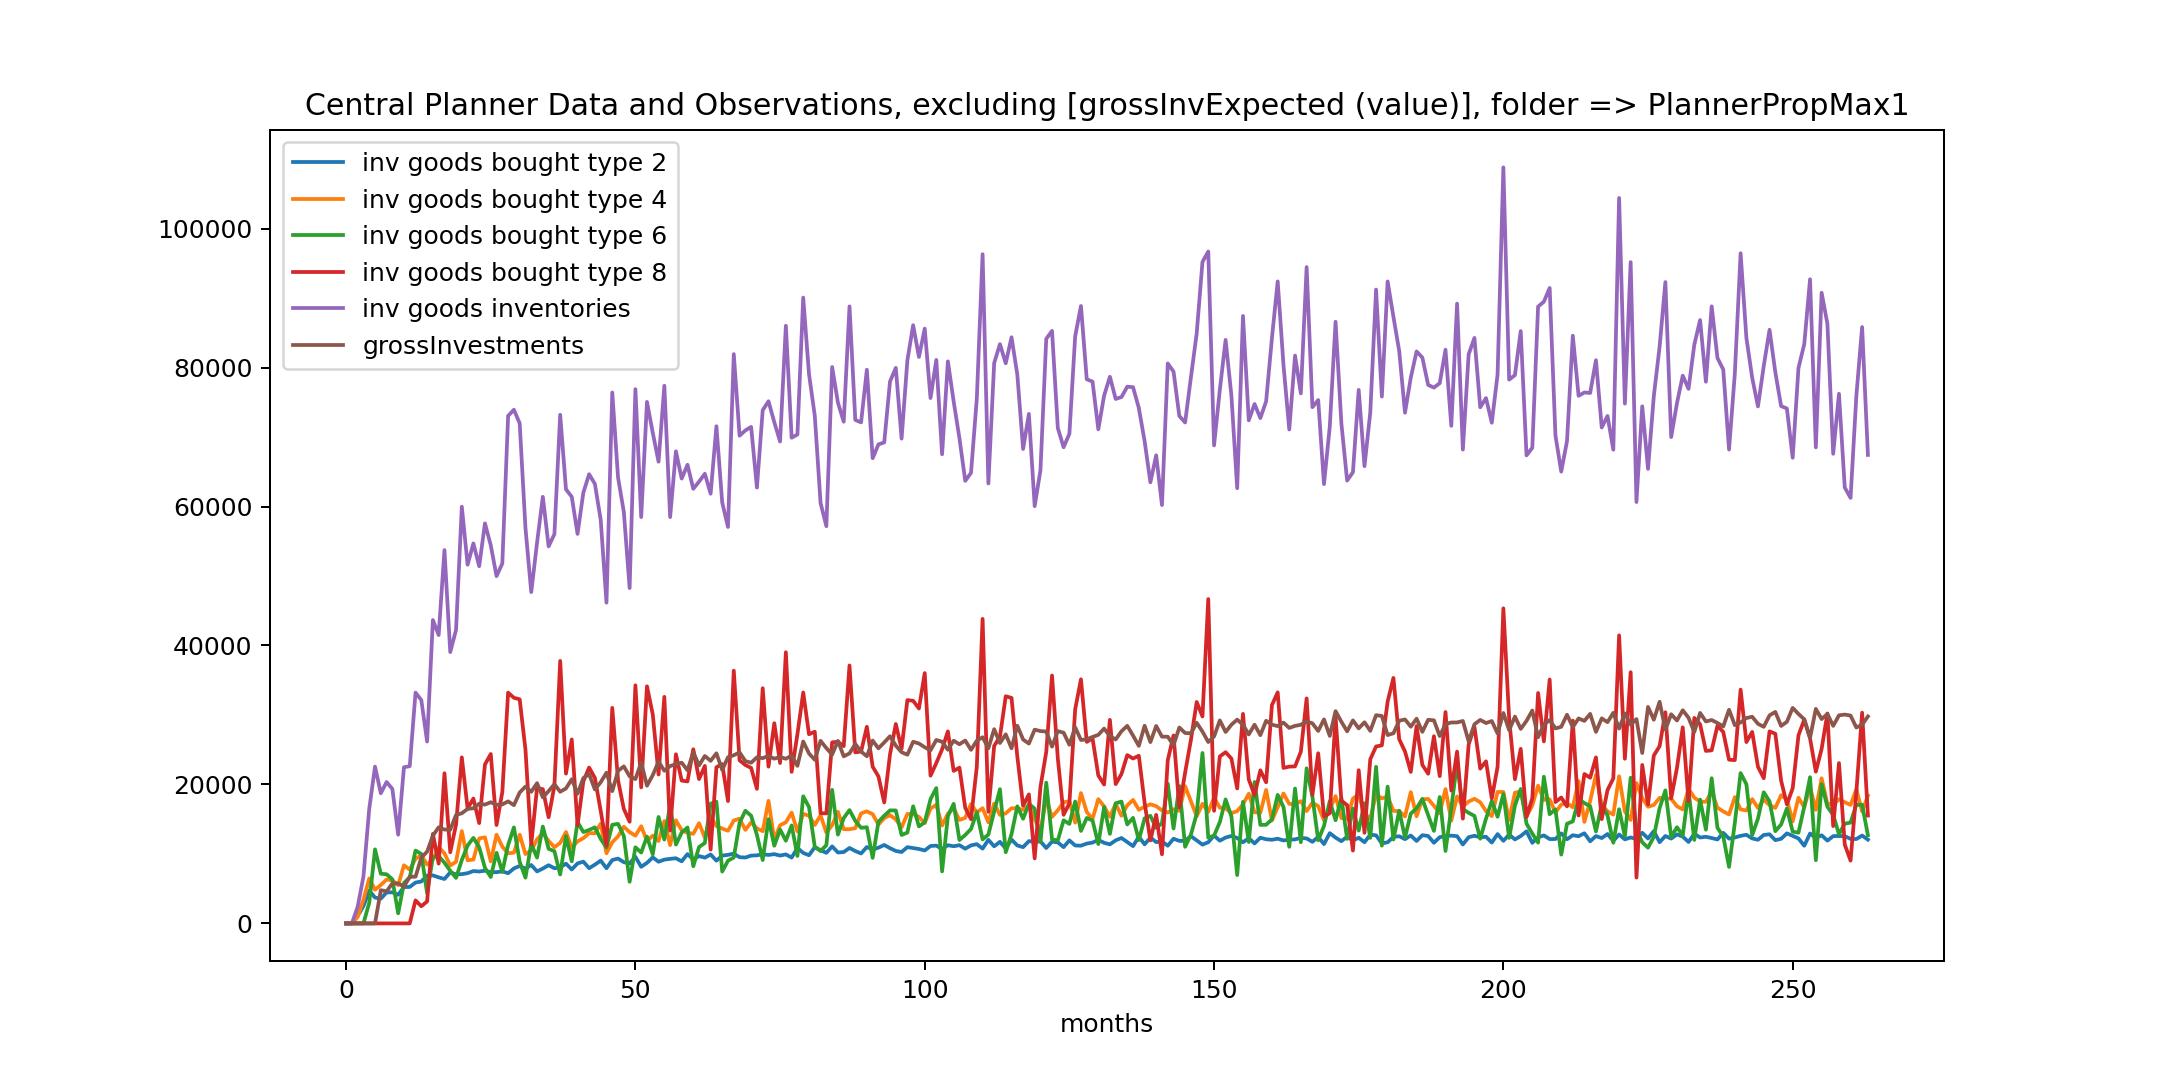 Central Planner Data and Observations, excluding [grossInvExpected (value)], folder => PlannerPropMax1
inv goods bought type 2
inv goods bought type 4
inv goods bought type 6
inv goods bought type 8
inv goods inventories
grossInvestments
100000
80000
60000
40000
20000
0
0 50 100 150 200 250
months